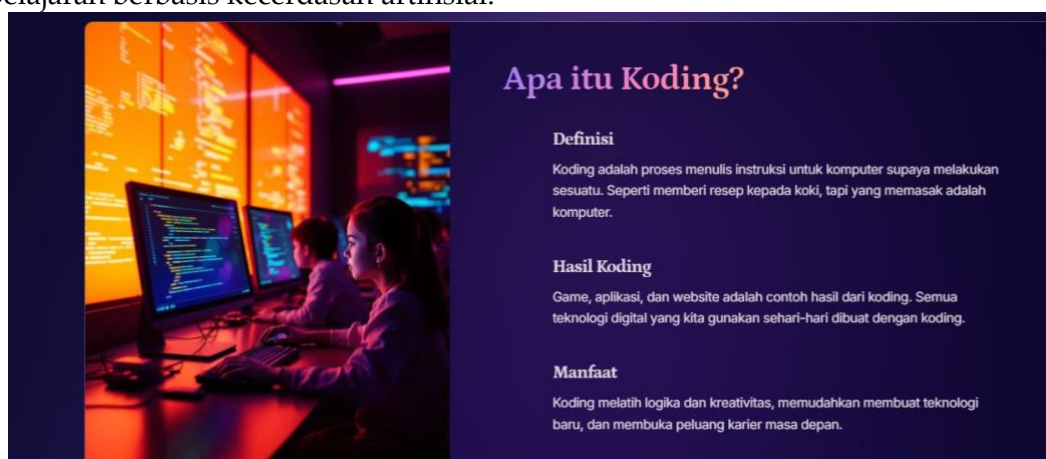 berbasis kecerdasan artifisial.
Apa itu Koding?
Definisi
Koding adalah proses menulis instruksi untuk komputer supaya melakukan
sesuatu. Seperti memberi resep kepada koki, tapi yang memasak adalah
komputer.
Hasil Koding
Game, aplikasi, dan website adalah contoh hasil dari koding. Semua
teknologi digital yang kita gunakan sehari-hari dibuat dengan koding.
Manfaat
Koding melatih logika dan kreativitas, memudahkan membuat teknologi
baru, dan membuka peluang karier masa depan.